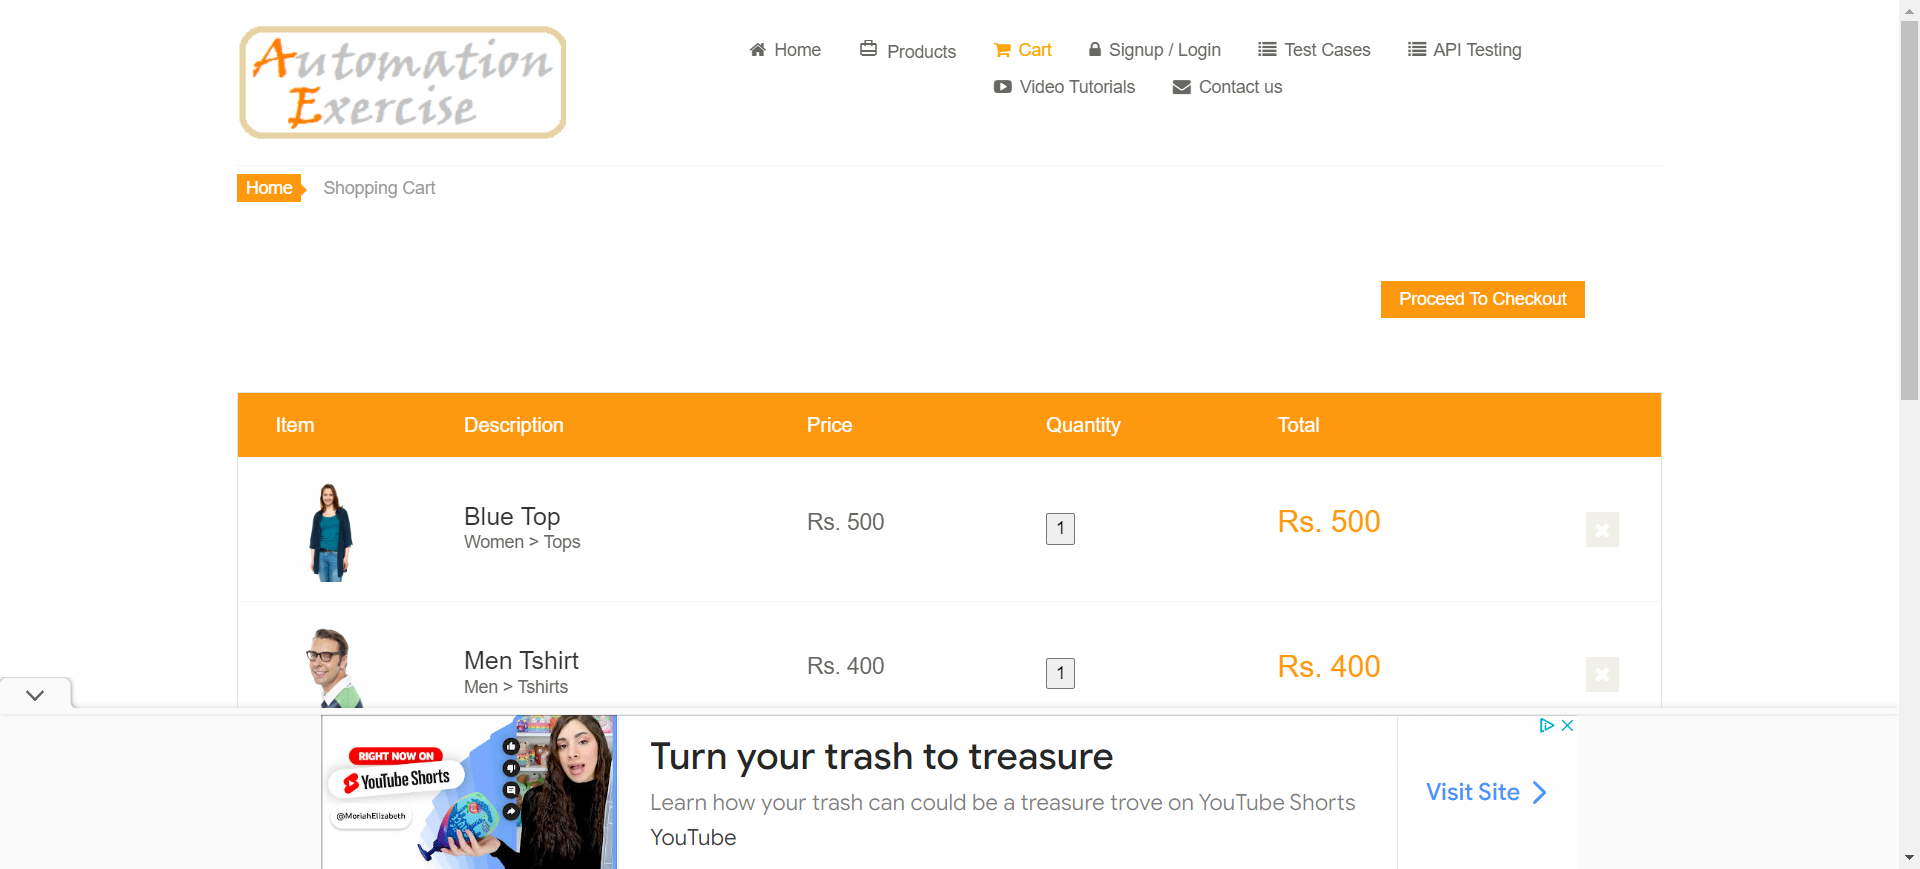 Automation
Exercise
Home
Products
Cart
Signup / Login
Test Cases
API Testing
Video Tutorials
Contact us
Home
Shopping Cart
Proceed To Checkout
Item Description Price Quantity Total
Blue Top
Women > Tops
Rs. 500
1
Rs. 500
Men Tshirt
Men > Tshirts
Rs. 400
1
Rs. 400
RIGHT NOW ON
YouTube Shorts
@MoriahElizabeth
Turn your trash to treasure
Learn how your trash can could be a treasure trove on YouTube Shorts
YouTube
Visit Site